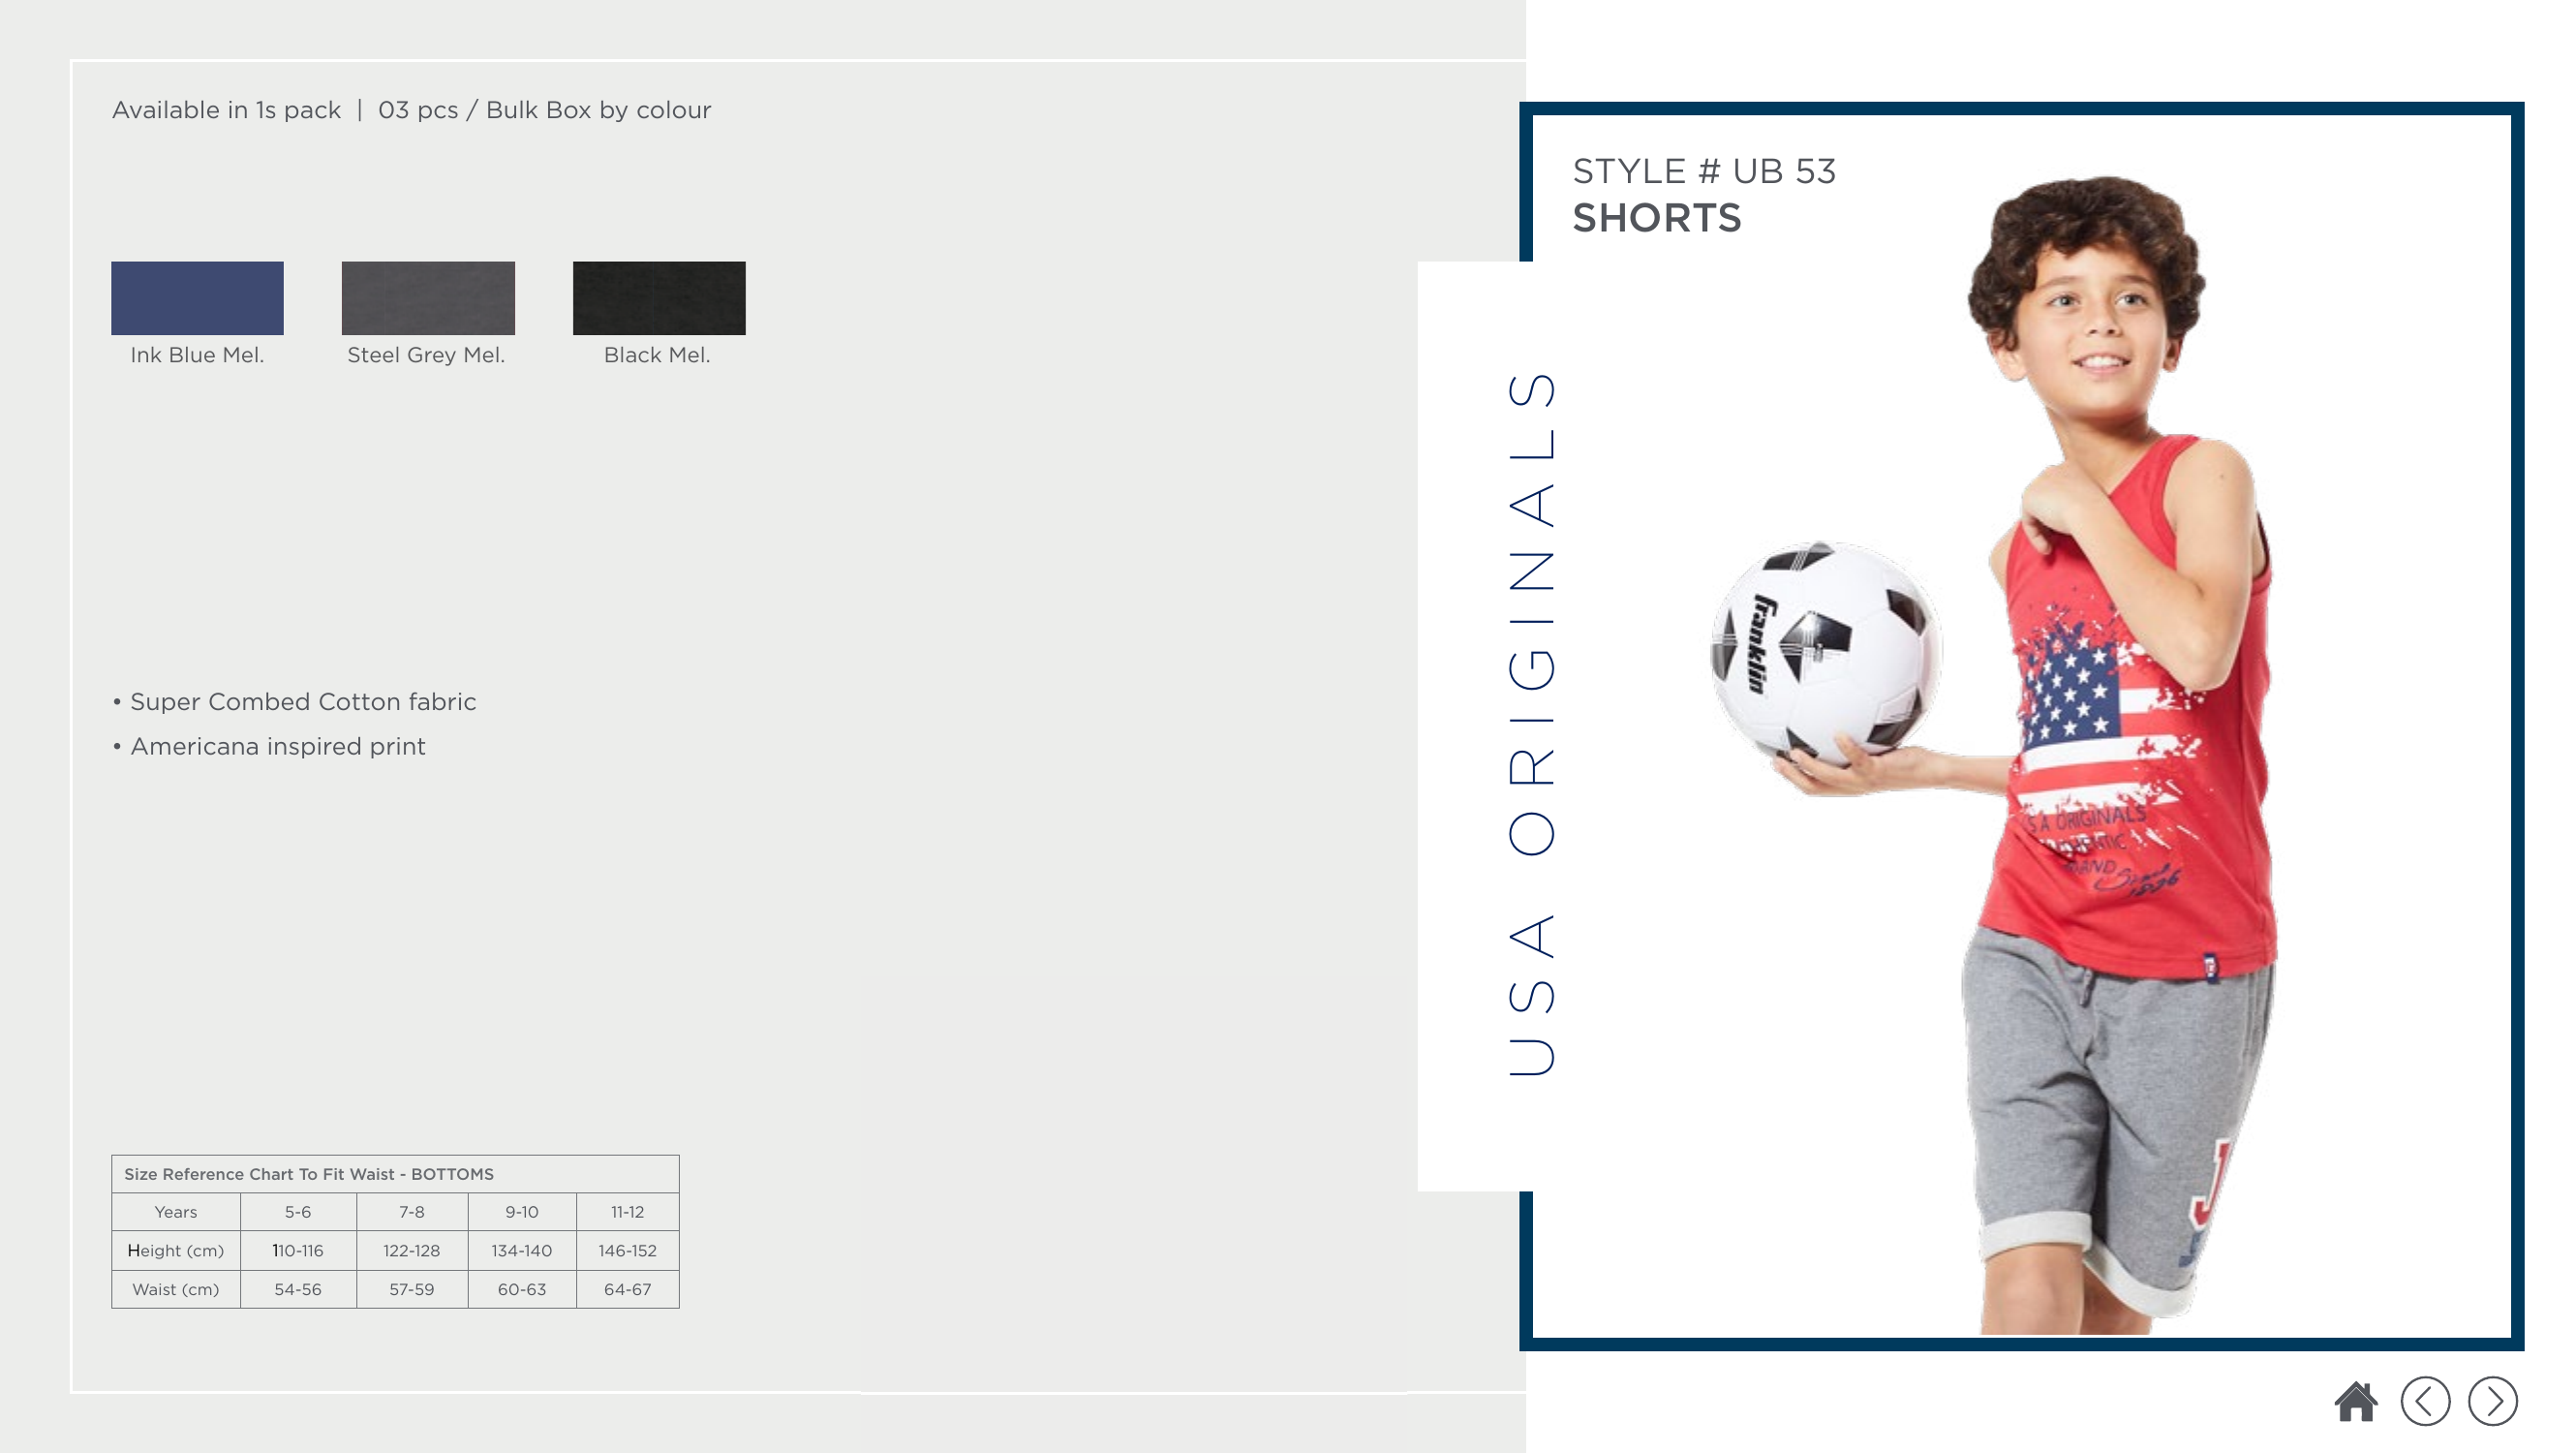 Available in 1s pack | 03 pcs / Bulk Box by colour
Ink Blue Mel.
Steel Grey Mel.
Black Mel.
• Super Combed Cotton fabric
• Americana inspired print
Size Reference Chart To Fit Waist - BOTTOMS
Years 5-6 7-8 9-10 11-12
Height (cm) 110-116 122-128 134-140 146-152
Waist (cm) 54-56 57-59 60-63 64-67
USA ORIGINALS
STYLE # UB 53
SHORTS
franklin
ORIGINALS